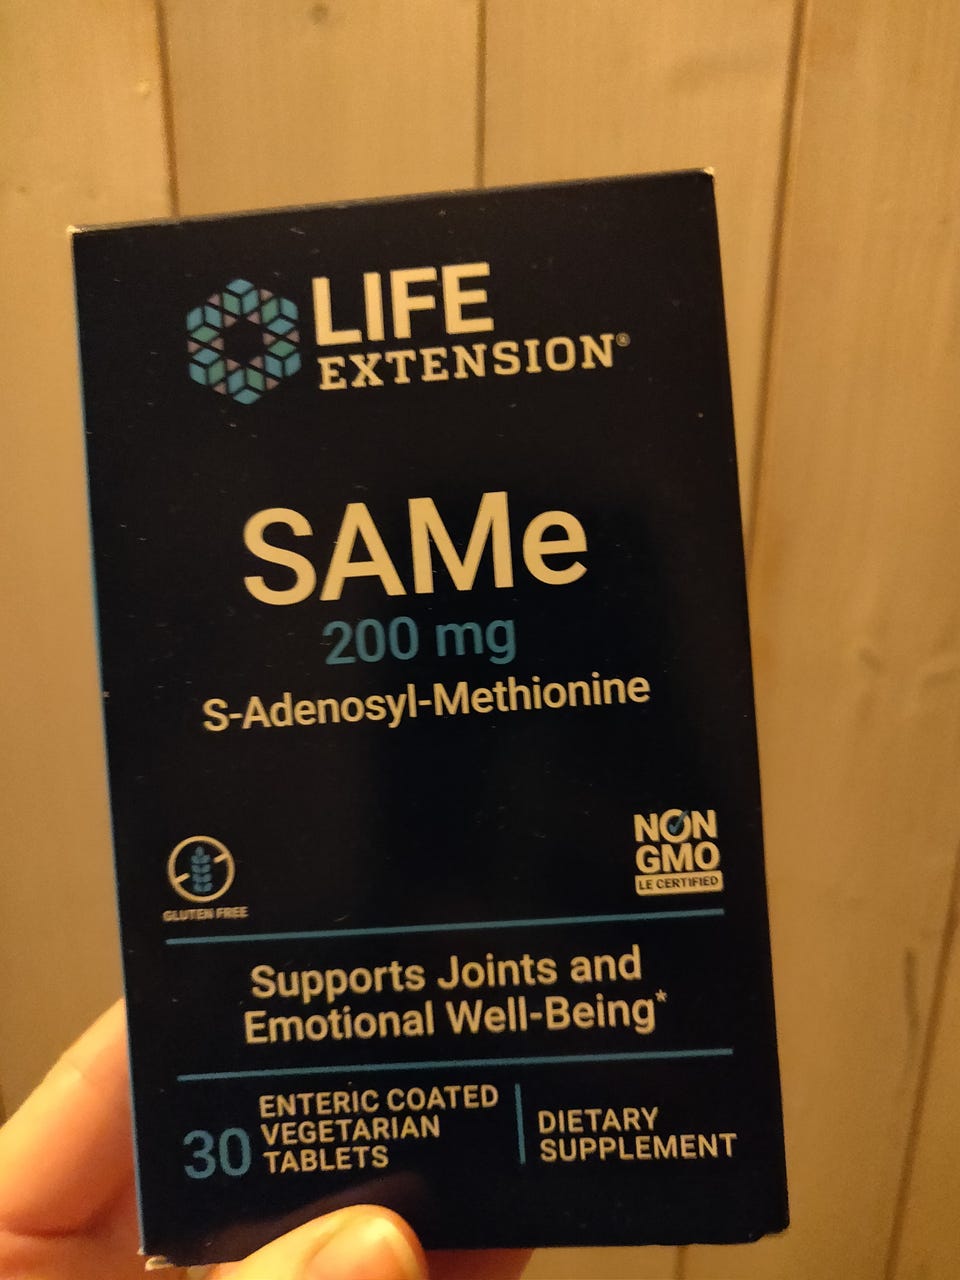 LIFE
EXTENSION®
SAMe
200 mg
S-Adenosyl-Methionine
GLUTEN FREE
NON
GMO
LE CERTIFIED
Supports Joints and
Emotional Well-Being*
30
ENTERIC COATED
VEGETARIAN
TABLETS
DIETARY
SUPPLEMENT